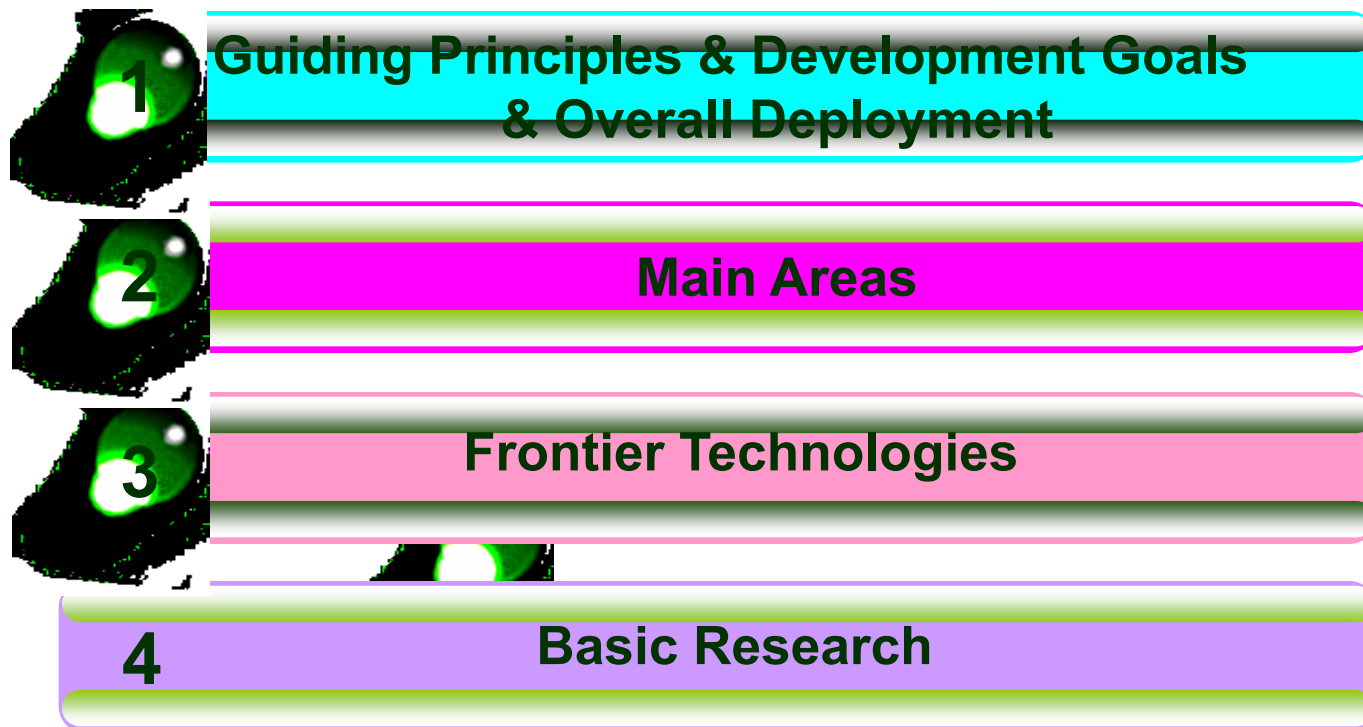 1 Guiding Principles & Development Goals
& Overall Deployment
2 Main Areas
3 Frontier Technologies
4 Basic Research